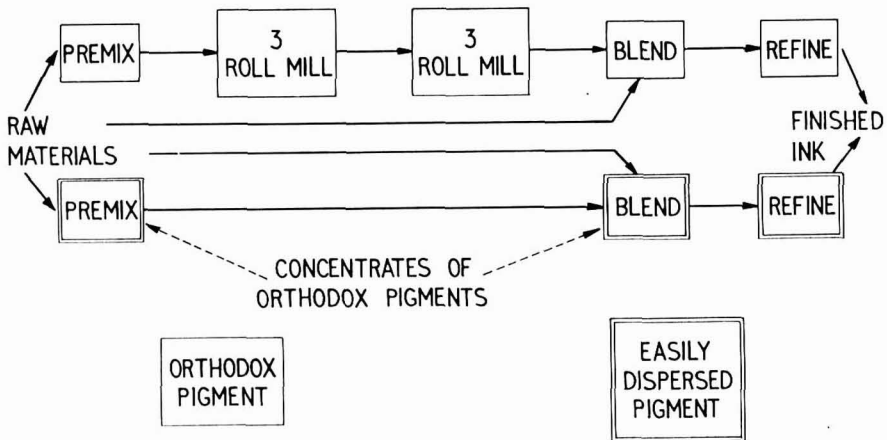 PREMIX
3
ROLL MILL
3
ROLL MILL
BLEND
REFINE
RAW
MATERIALS
FINISHED
INK
PREMIX
BLEND
REFINE
CONCENTRATES OF
ORTHODOX PIGMENTS
ORTHODOX
PIGMENT
EASILY
DISPERSED
PIGMENT